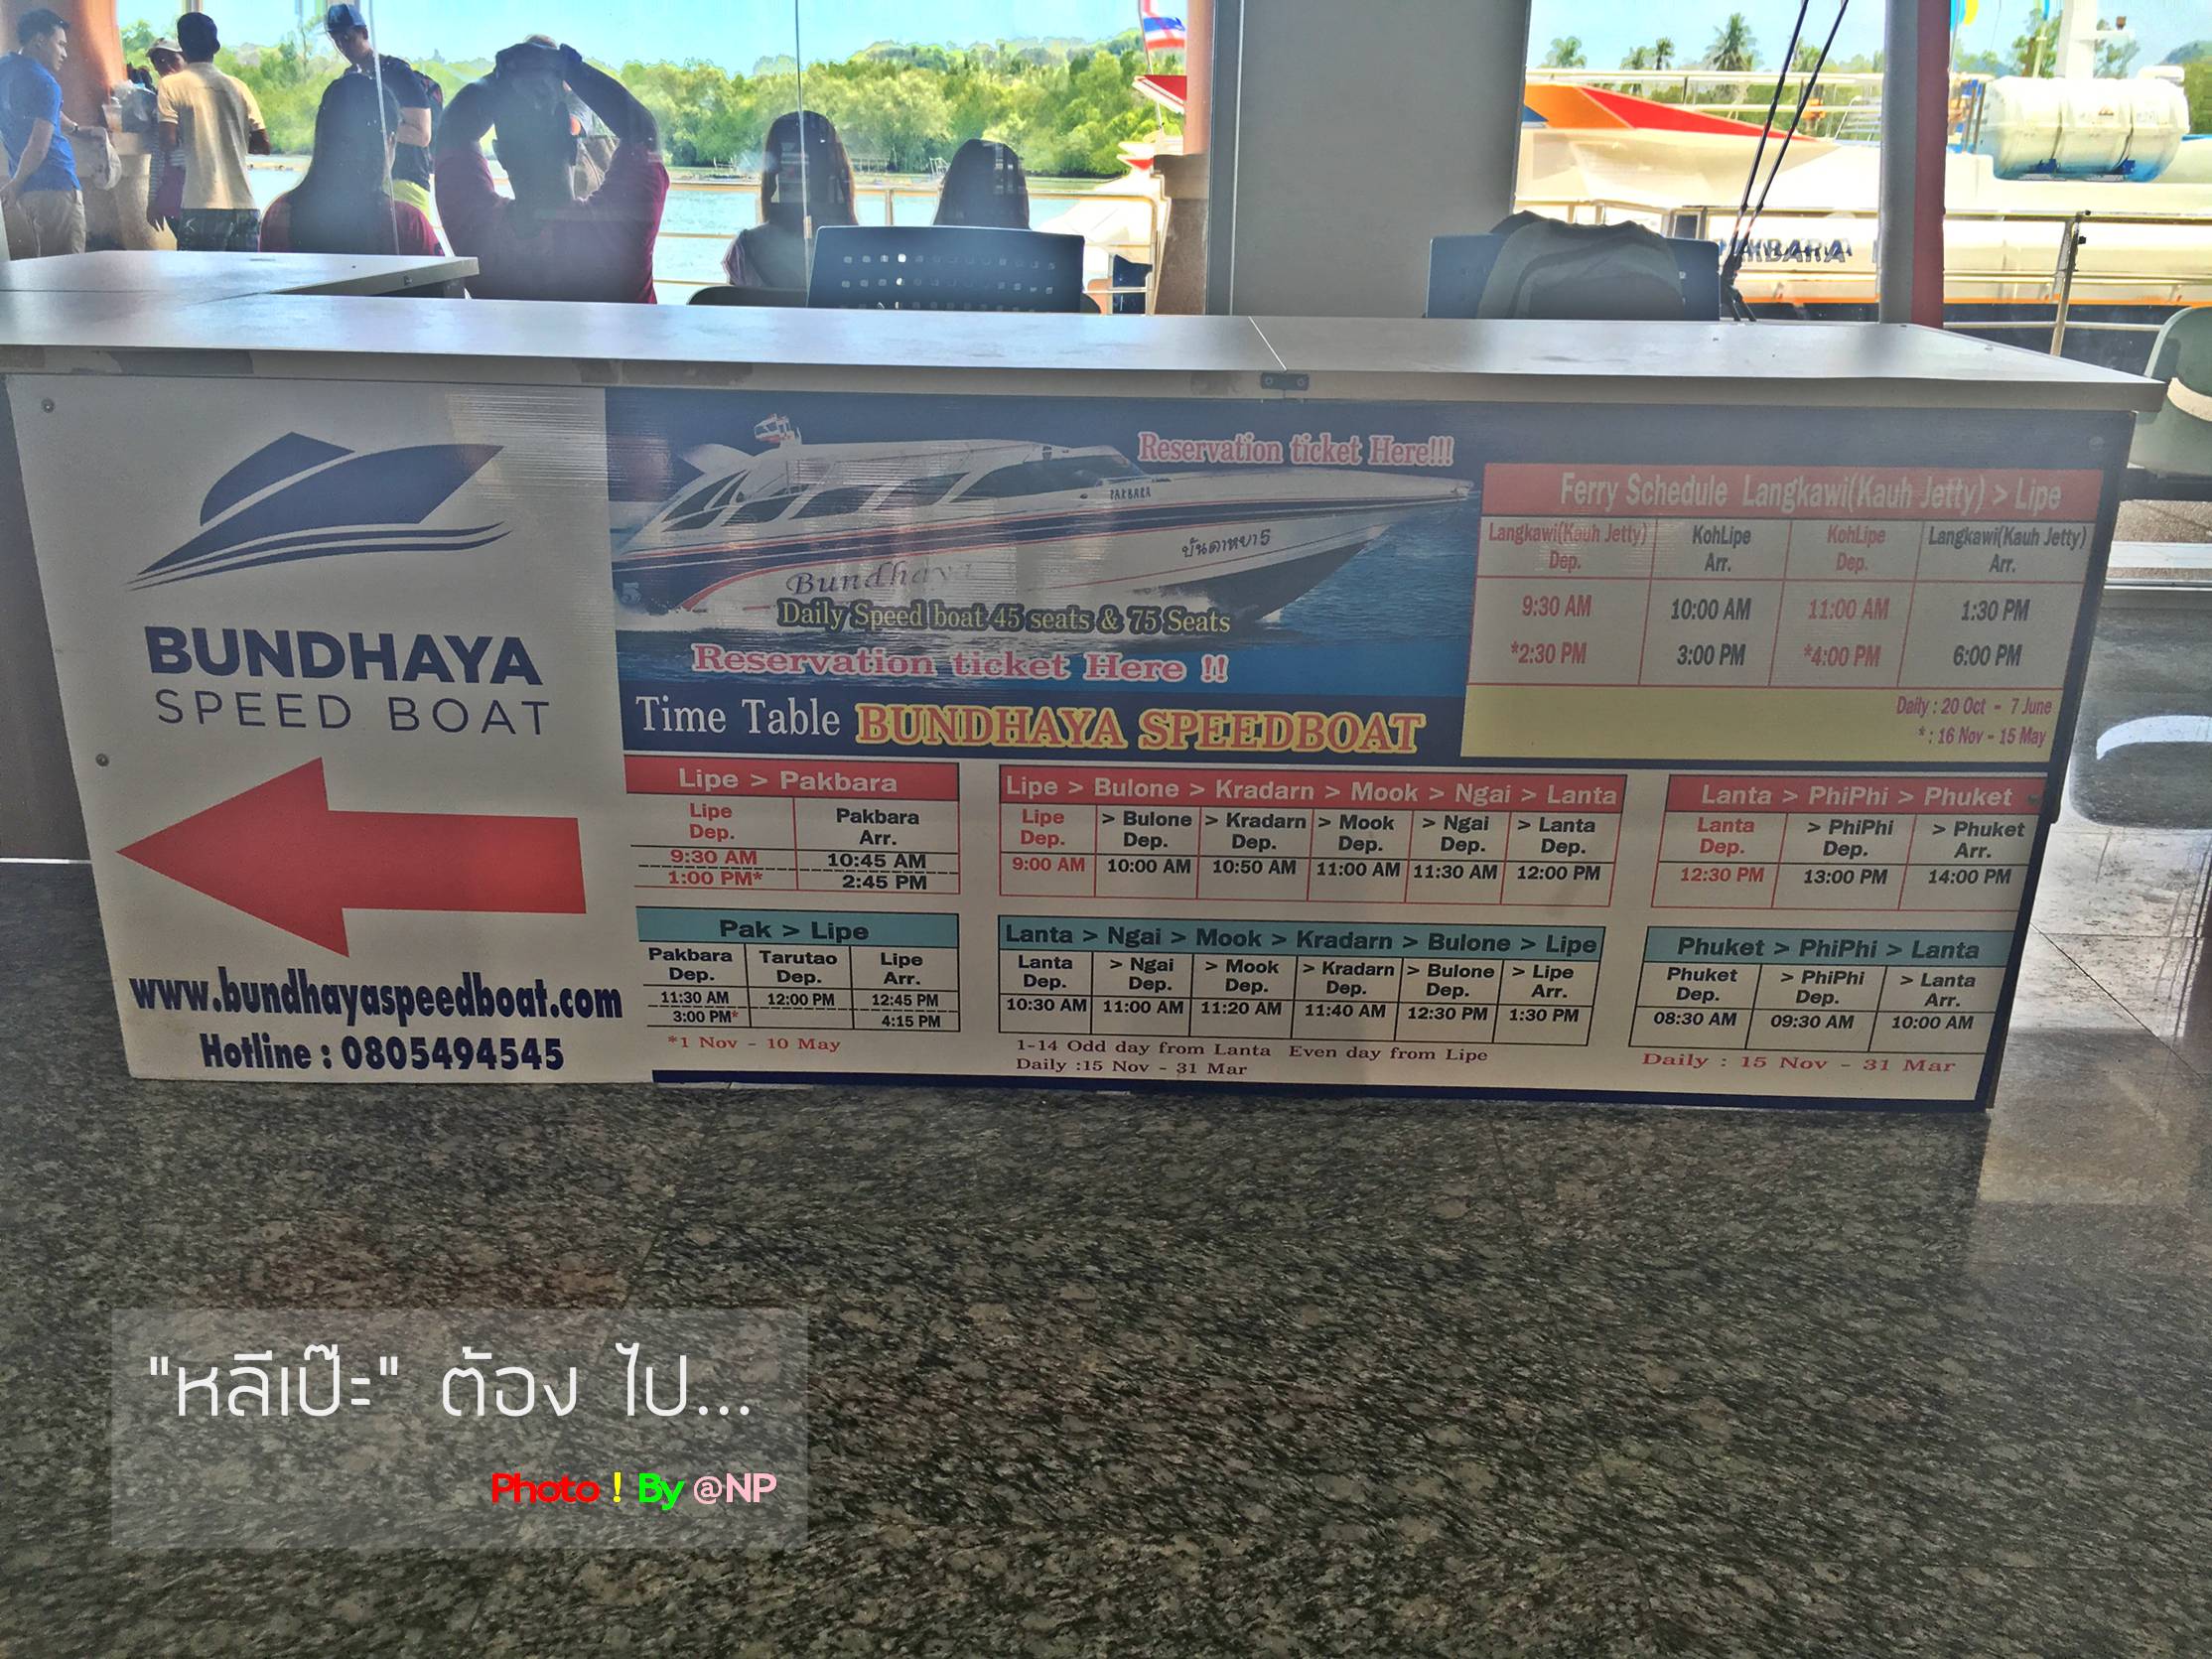 BUNDHAYA
SPEED BOAT
www.bundhayaspeedboat.com
Hotline : 0805494545
PAKBARA
บันดาหยา 5
Bundhaya
5
Reservation ticket Here!!!
Daily Speed boat 45 seats & 75 Seats
Reservation ticket Here !!
Time Table BUNDHAYA SPEEDBOAT
Ferry Schedule Langkawi(Kauh Jetty) > Lipe
Langkawi(Kauh Jetty) Dep. KohLipe Arr. KohLipe Dep. Langkawi(Kauh Jetty) Arr.
9:30 AM 10:00 AM 11:00 AM 1:30 PM
*2:30 PM 3:00 PM *4:00 PM 6:00 PM
Daily : 20 Oct - 7 June
* : 16 Nov - 15 May
Lipe > Pakbara
Lipe Dep. Pakbara Arr.
9:30 AM 10:45 AM
1:00 PM* 2:45 PM
Lipe > Bulone > Kradarn > Mook > Ngai > Lanta
Lipe Dep. > Bulone Dep. > Kradarn Dep. > Mook Dep. > Ngai Dep. > Lanta Dep.
9:00 AM 10:00 AM 10:50 AM 11:00 AM 11:30 AM 12:00 PM
Lanta > PhiPhi > Phuket
Lanta Dep. > PhiPhi Dep. > Phuket Arr.
12:30 PM 13:00 PM 14:00 PM
Pak > Lipe
Pakbara Dep. Tarutao Dep. Lipe Arr.
11:30 AM 12:00 PM 12:45 PM
3:00 PM* 4:15 PM
*1 Nov - 10 May
Lanta > Ngai > Mook > Kradarn > Bulone > Lipe
Lanta Dep. > Ngai Dep. > Mook Dep. > Kradarn Dep. > Bulone Dep. > Lipe Arr.
10:30 AM 11:00 AM 11:20 AM 11:40 AM 12:30 PM 1:30 PM
1-14 Odd day from Lanta Even day from Lipe
Daily :15 Nov - 31 Mar
Phuket > PhiPhi > Lanta
Phuket Dep. > PhiPhi Dep. > Lanta Arr.
08:30 AM 09:30 AM 10:00 AM
Daily : 15 Nov - 31 Mar
"หลีเป๊ะ" ต้อง ไป...
Photo ! By @NP